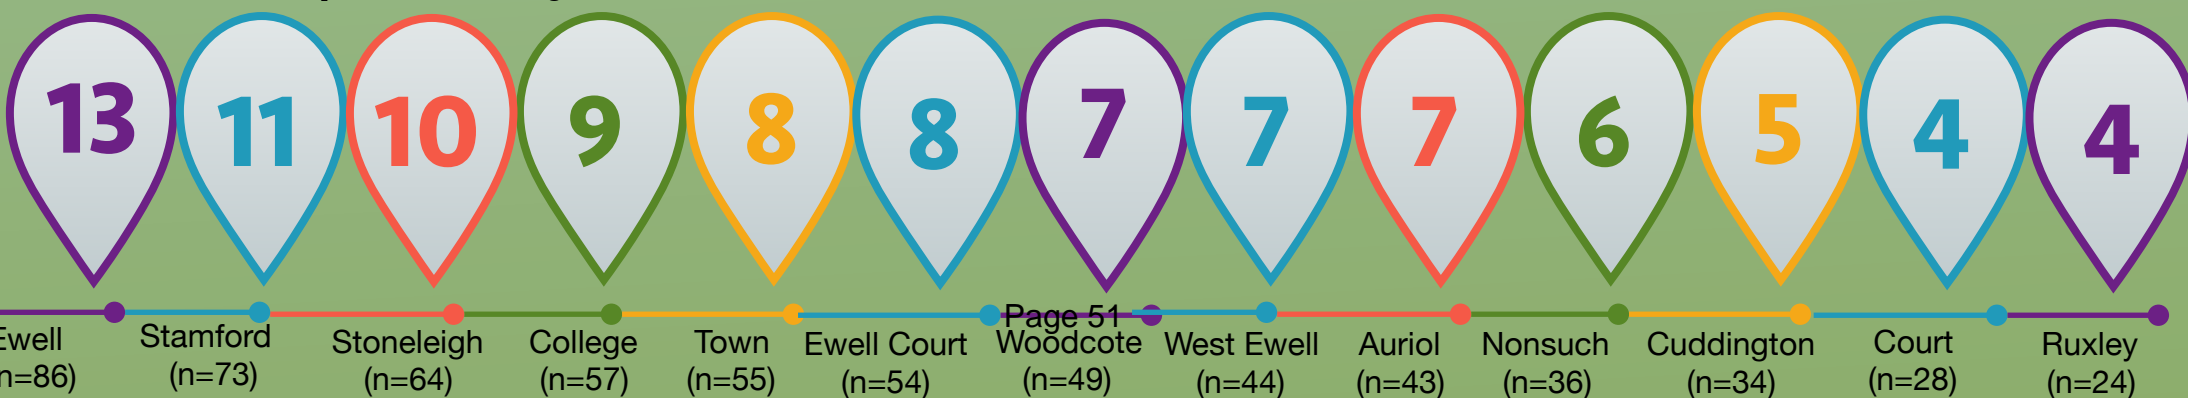 13 11 10 9 8 8 7 7 7 6 5 4 4
Page 51
Ewell Stamford Stoneleigh College Town Ewell Court Woodcote West Ewell Auriol Nonsuch Cuddington Court Ruxley
n=86) (n=73) (n=64) (n=57) (n=55) (n=54) (n=49) (n=44) (n=43) (n=36) (n=34) (n=28) (n=24)